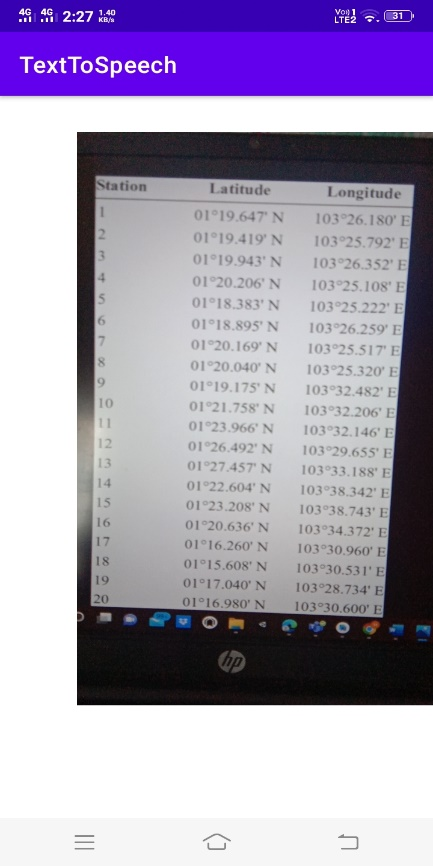 4G 4G 2:27 1.40 KB/s Vo) 1 LTE2 31
TextToSpeech
Station Latitude Longitude
1 01°19.647' N 103°26.180' E
2 01°19.419' N 103°25.792' E
3 01°19.943' N 103°26.352' E
4 01°20.206' N 103°25.108' E
5 01°18.383' N 103°25.222' E
6 01°18.895' N 103°26.259' E
7 01°20.169' N 103°25.517' E
8 01°20.040' N 103°25.320' E
9 01°19.175' N 103°32.482' E
10 01°21.758' N 103°32.206' E
11 01°23.966' N 103°32.146' E
12 01°26.492' N 103°29.655' E
13 01°27.457' N 103°33.188' E
14 01°22.604' N 103°38.342' E
15 01°23.208' N 103°38.743' E
16 01°20.636' N 103°34.372' E
17 01°16.260' N 103°30.960' E
18 01°15.608' N 103°30.531' E
19 01°17.040' N 103°28.734' E
20 01°16.980' N 103°30.600' E
hp